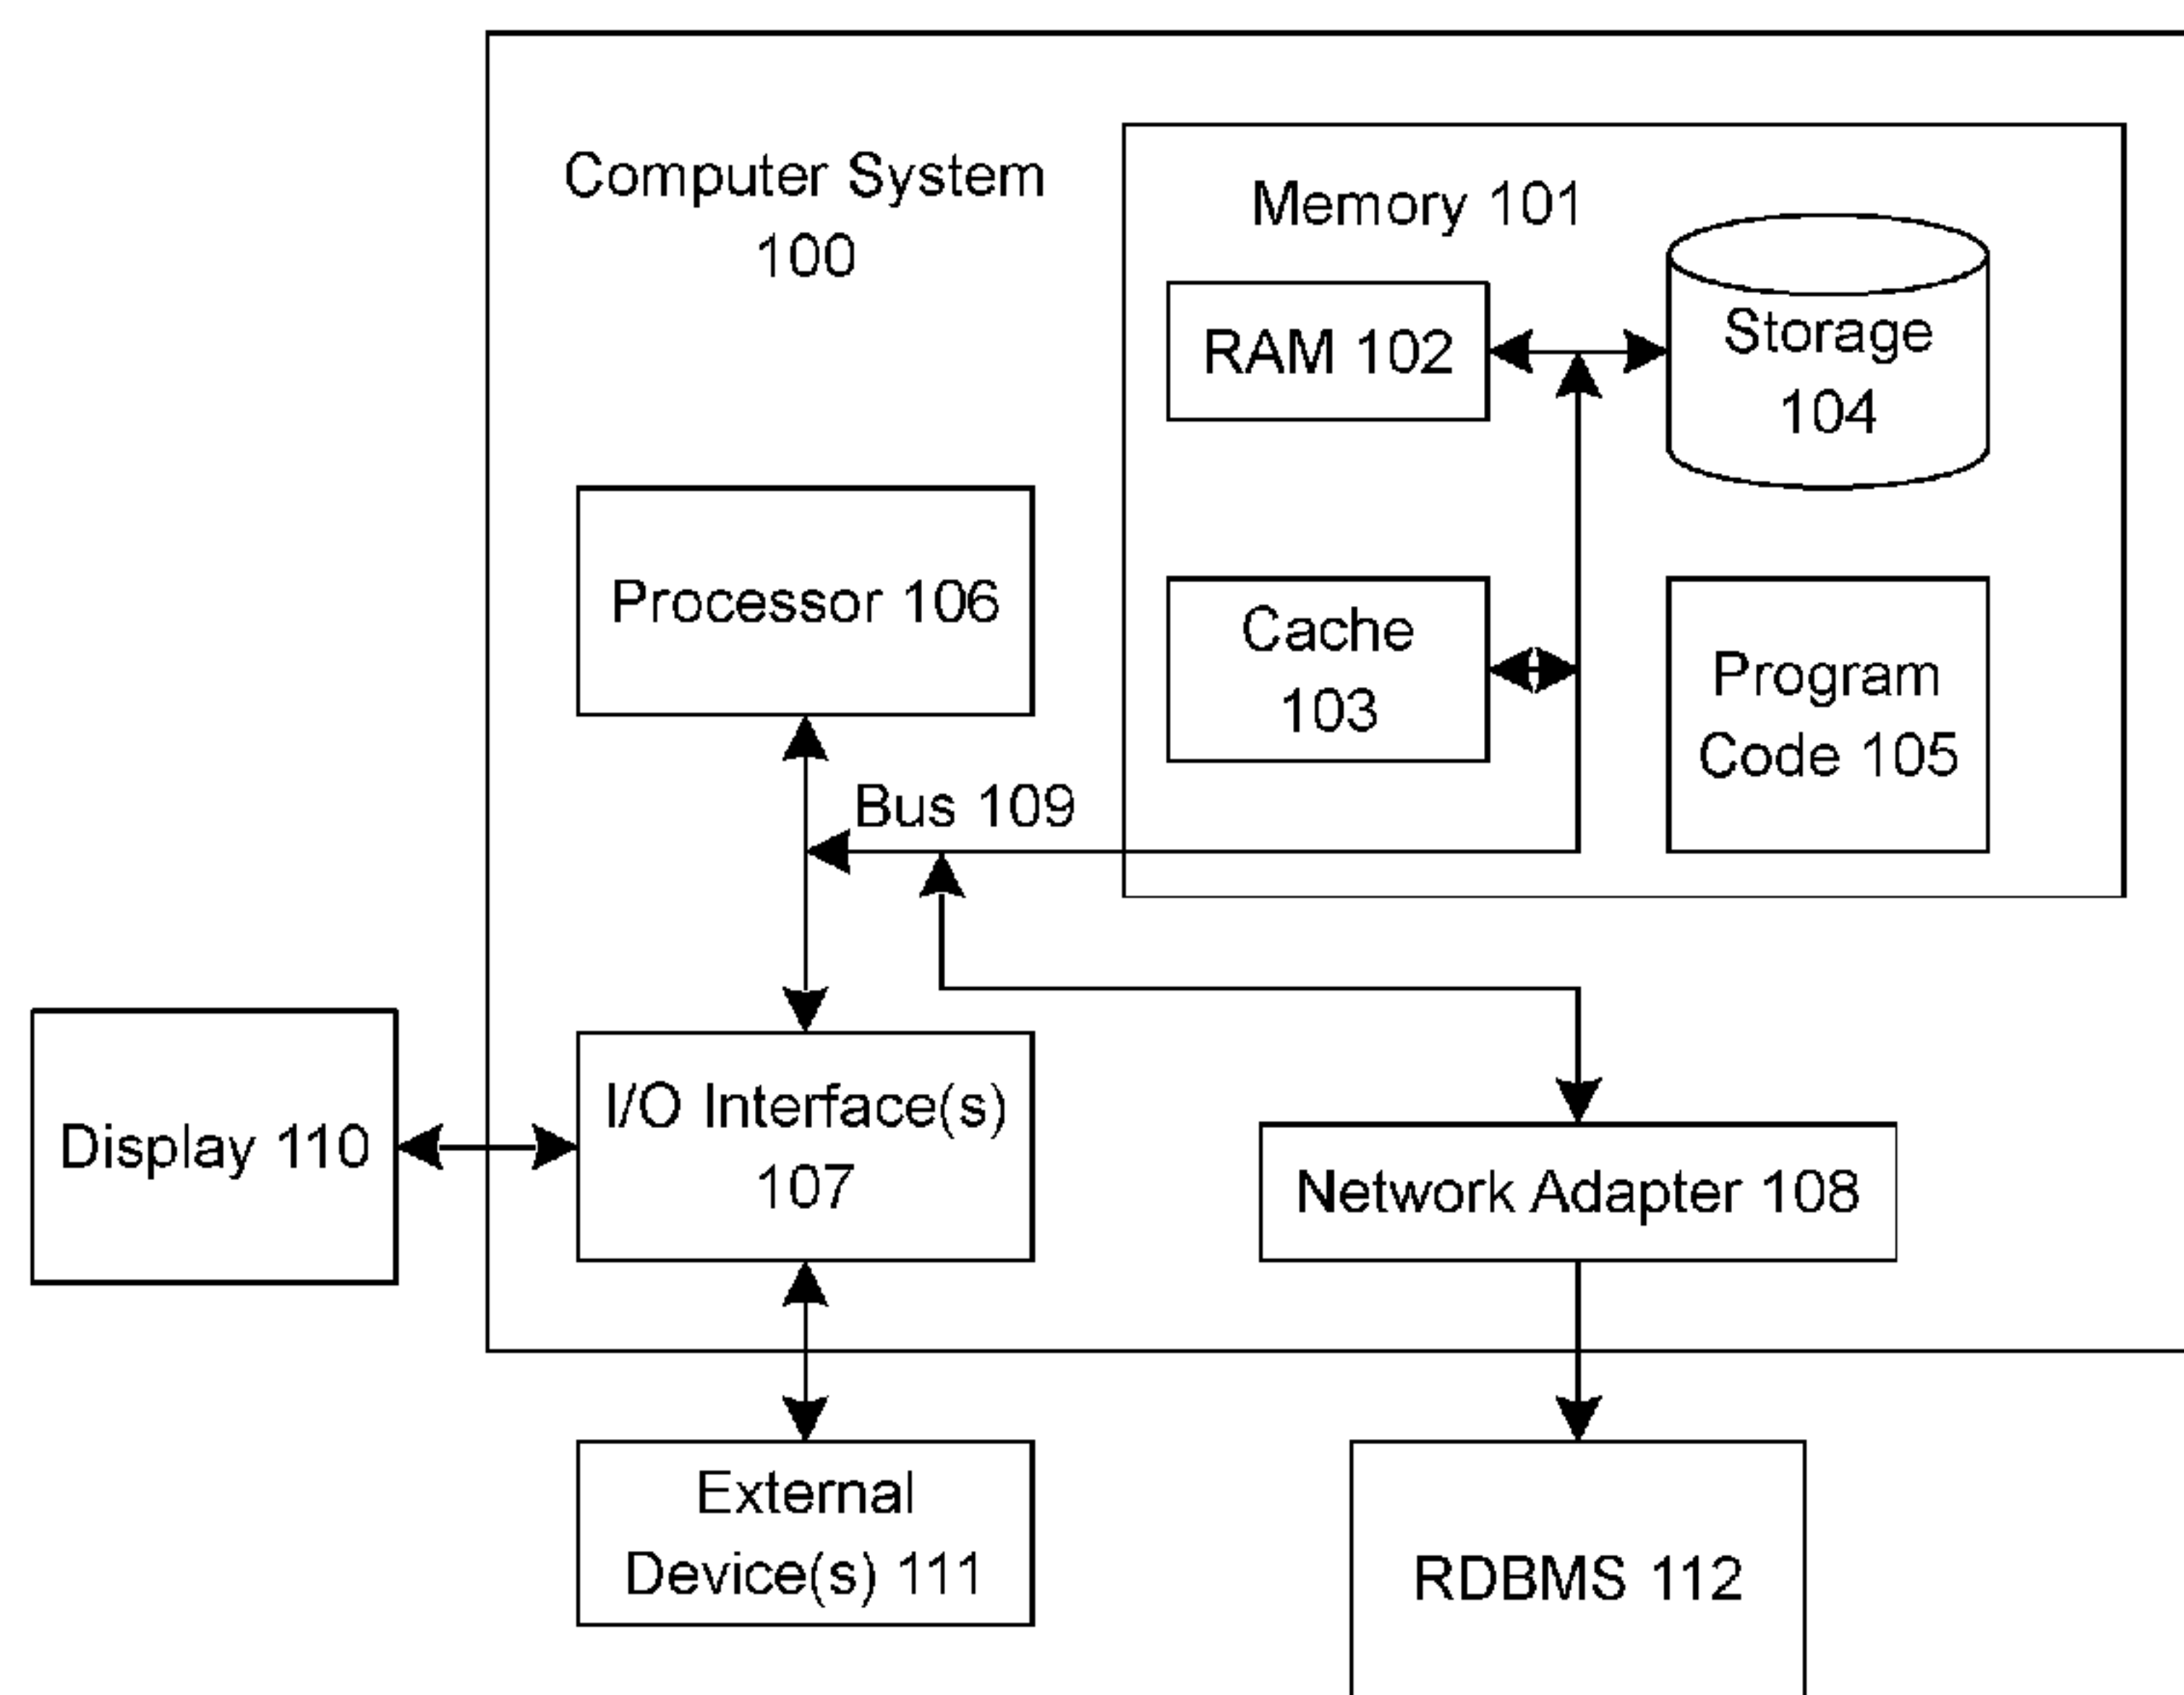 Computer System
100
Memory 101
RAM 102
Storage
104
Processor 106
Cache
103
Program
Code 105
Bus 109
Display 110
I/O Interface(s)
107
Network Adapter 108
External
Device(s) 111
RDBMS 112